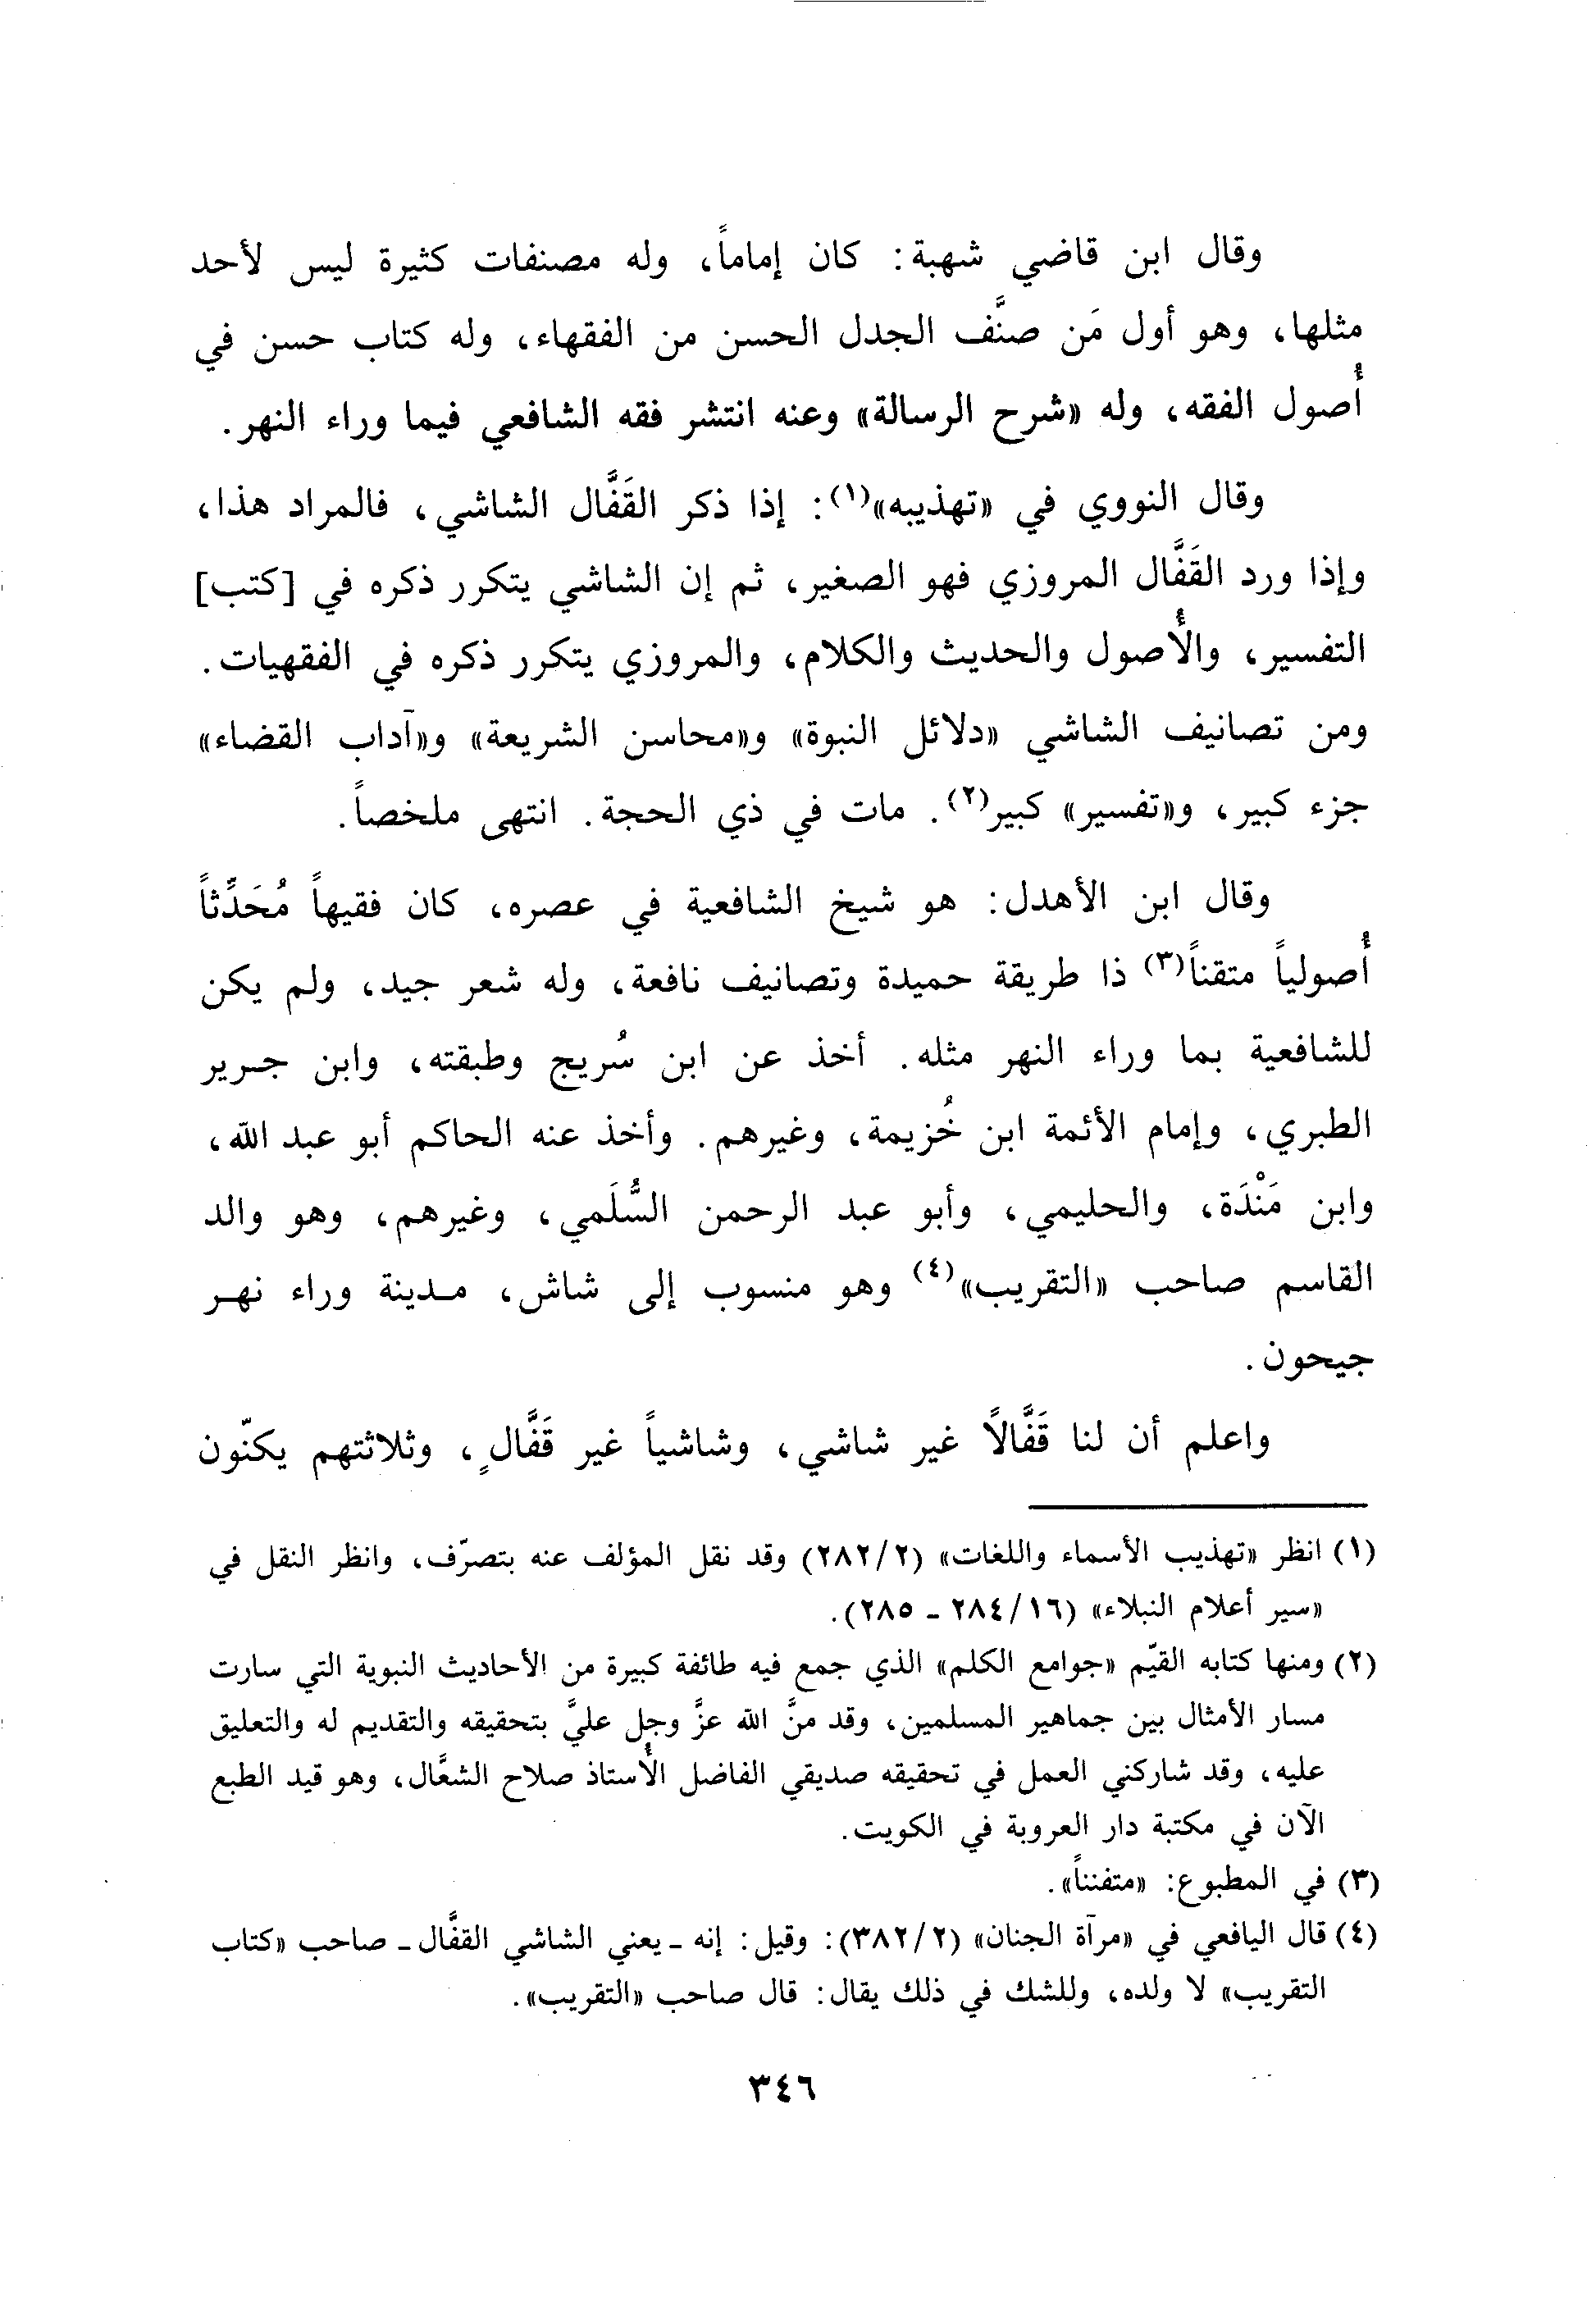 وقال ابن قاضي شهبة: كان إماماً، وله مصنفات كثيرة ليس لأحد
مثلها، وهو أول مَن صنَّف الجدل الحسن من الفقهاء، وله كتاب حسن في
أُصول الفقه، وله «شرح الرسالة» وعنه انتشر فقه الشافعي فيما وراء النهر.
وقال النووي في «تهذيبه»(١): إذا ذكر القَفَّال الشاشي، فالمراد هذا،
وإذا ورد القَفَّال المروزي فهو الصغير، ثم إن الشاشي يتكرر ذكره في [كتب]
التفسير، والأُصول والحديث والكلام، والمروزي يتكرر ذكره في الفقهيات.
ومن تصانيف الشاشي «دلائل النبوة» و«محاسن الشريعة» و«آداب القضاء»
جزء كبير، و«تفسير» كبير(٢). مات في ذي الحجة. انتهى ملخصاً.
وقال ابن الأهدل: هو شيخ الشافعية في عصره، كان فقيهاً مُحَدِّثاً
أُصولياً متقناً(٣) ذا طريقة حميدة وتصانيف نافعة، وله شعر جيد، ولم يكن
للشافعية بما وراء النهر مثله. أخذ عن ابن سُريج وطبقته، وابن جرير
الطبري، وإمام الأئمة ابن خُزيمة، وغيرهم. وأخذ عنه الحاكم أبو عبد الله،
وابن مَنْدَة، والحليمي، وأبو عبد الرحمن السُّلَمي، وغيرهم، وهو والد
القاسم صاحب «التقريب»(٤) وهو منسوب إلى شاش، مدينة وراء نهر
جيحون.
واعلم أن لنا قَفَّالاً غير شاشي، وشاشياً غير قَفَّالٍ، وثلاثتهم يكنّون
(١) انظر «تهذيب الأسماء واللغات» (٢٨٢/٢) وقد نقل المؤلف عنه بتصرّف، وانظر النقل في
«سير أعلام النبلاء» (٢٨٤/١٦ ـ ٢٨٥).
(٢) ومنها كتابه القيّم «جوامع الكلم» الذي جمع فيه طائفة كبيرة من الأحاديث النبوية التي سارت
مسار الأمثال بين جماهير المسلمين، وقد منَّ الله عزَّ وجل عليَّ بتحقيقه والتقديم له والتعليق
عليه، وقد شاركني العمل في تحقيقه صديقي الفاضل الأُستاذ صلاح الشعَّال، وهو قيد الطبع
الآن في مكتبة دار العروبة في الكويت.
(٣) في المطبوع: «متفنناً».
(٤) قال اليافعي في «مرآة الجنان» (٣٨٢/٢): وقيل: إنه ـ يعني الشاشي القفَّال ـ صاحب «كتاب
التقريب» لا ولده، وللشك في ذلك يقال: قال صاحب «التقريب».
٣٤٦